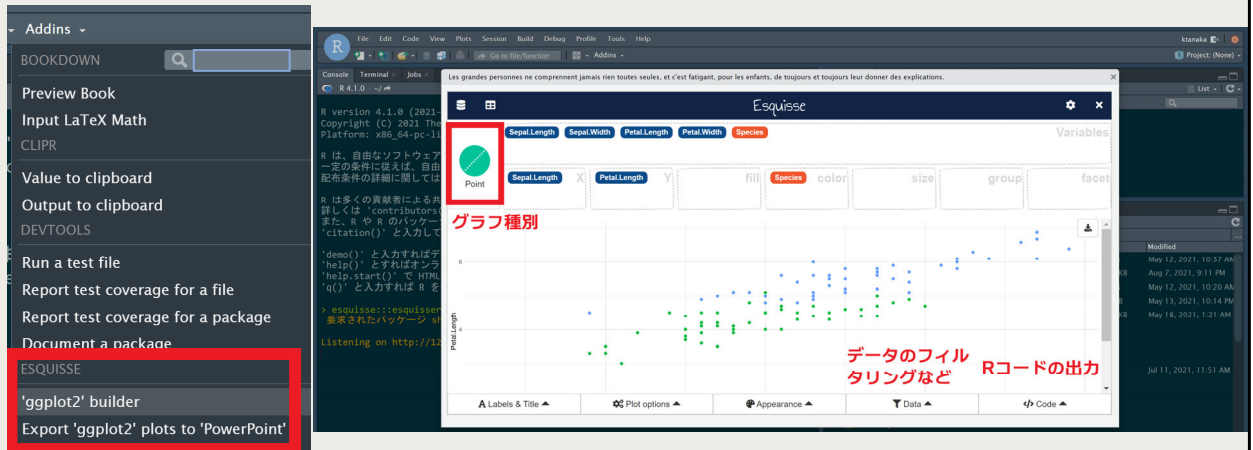 Addins
BOOKDOWN
Preview Book
Input LaTeX Math
CLIPR
Value to clipboard
Output to clipboard
DEVTOOLS
Run a test file
Report test coverage for a file
Report test coverage for a package
Document a package
ESQUISSE
'ggplot2' builder
Export 'ggplot2' plots to 'PowerPoint'
R
File Edit Code View Plots Session Build Debug Profile Tools Help
ktanaka
Go to file/function Addins
Project: (None)
Console Terminal Jobs
R 4.1.0 · ~/
List
R version 4.1.0 (2021-
Copyright (C) 2021 The
Platform: x86_64-pc-li
R は、自由なソフトウェア
一定の条件に従えば、自由
配布条件の詳細に関しては
R は多くの貢献者による共
詳しくは 'contributors(
また、R や R のパッケー
'citation()' と入力して
'demo()' と入力すればデ
'help()' とすればオンラ
'help.start()' で HTML
'q()' と入力すれば R を
> esquisse:::esquisser
要求されたパッケージ sh
Listening on http://12
Les grandes personnes ne comprennent jamais rien toutes seules, et c'est fatigant, pour les enfants, de toujours et toujours leur donner des explications.
Esquisse
Point
Sepal.Length Sepal.Width Petal.Length Petal.Width Species Variables
Sepal.Length X Petal.Length Y fill Species color size group facet
グラフ種別
6
4
Petal.Length
データのフィル
タリングなど
Rコードの出力
Labels & Title Plot options Appearance Data Code
Modified
May 12, 2021, 10:37 AM
KB Aug 7, 2021, 9:11 PM
May 12, 2021, 10:20 AM
B May 13, 2021, 10:14 PM
KB May 18, 2021, 1:21 AM
Jul 11, 2021, 11:51 AM